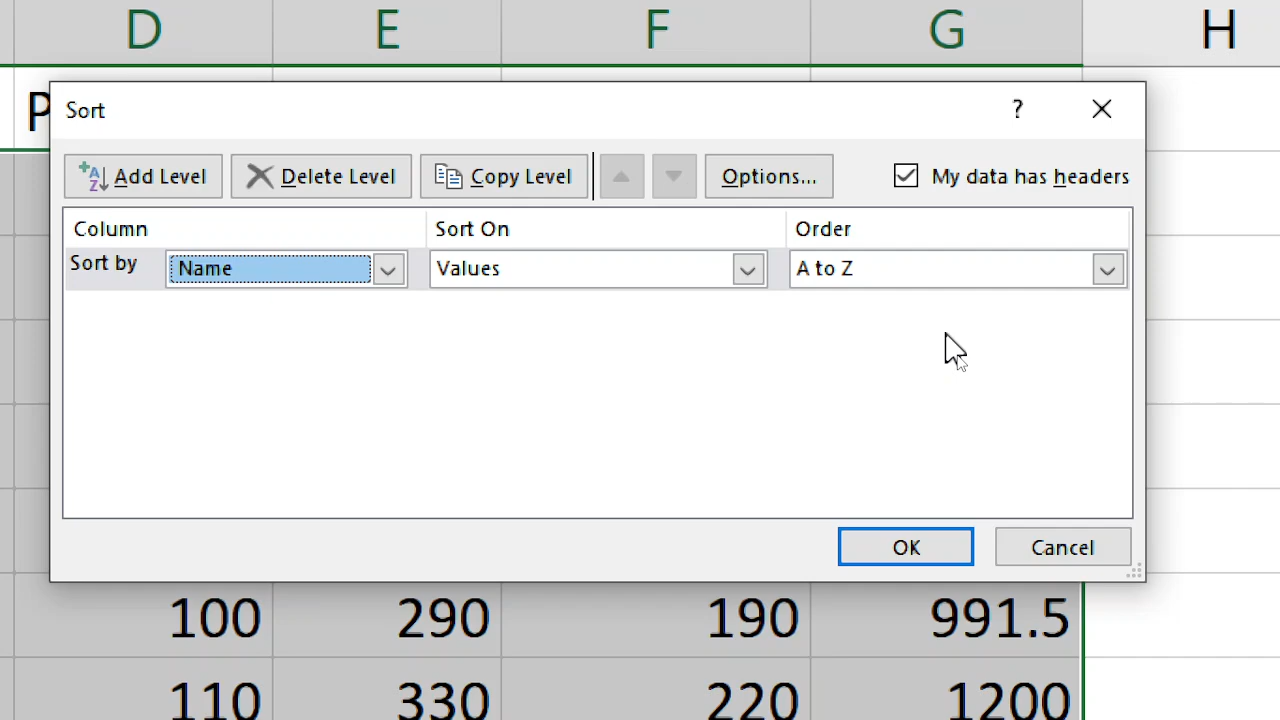 D E F G H
P
Sort ?
Add Level Delete Level Copy Level Options... My data has headers
Column Sort On Order
Sort by Name Values A to Z
OK Cancel
100 290 190 991.5
110 330 220 1200